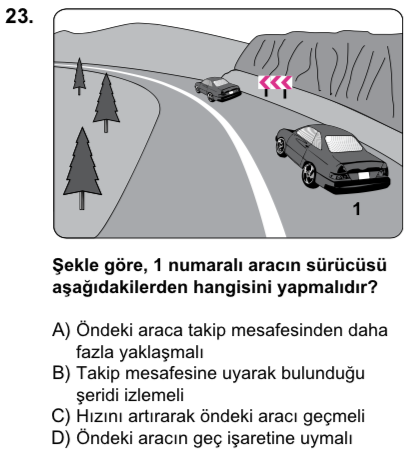 23.
1
Şekle göre, 1 numaralı aracın sürücüsü
aşağıdakilerden hangisini yapmalıdır?
A) Öndeki araca takip mesafesinden daha
fazla yaklaşmalı
B) Takip mesafesine uyarak bulunduğu
şeridi izlemeli
C) Hızını artırarak öndeki aracı geçmeli
D) Öndeki aracın geç işaretine uymalı